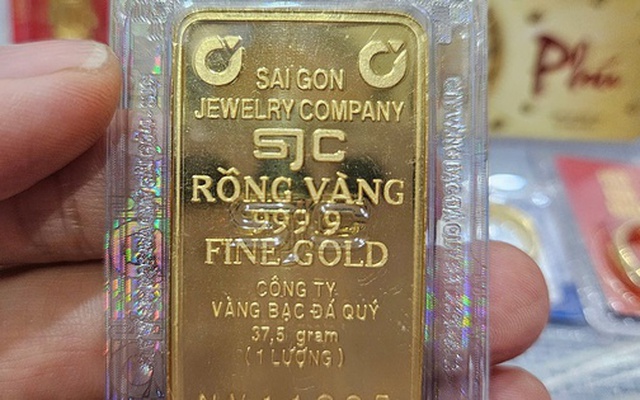 SAI GON
JEWELRY COMPANY
SJC
RỒNG VÀNG
999 9
FINE GOLD
CÔNG TY
VÀNG BẠC ĐÁ QUÝ
37,5 gram
(1 LƯỢNG)